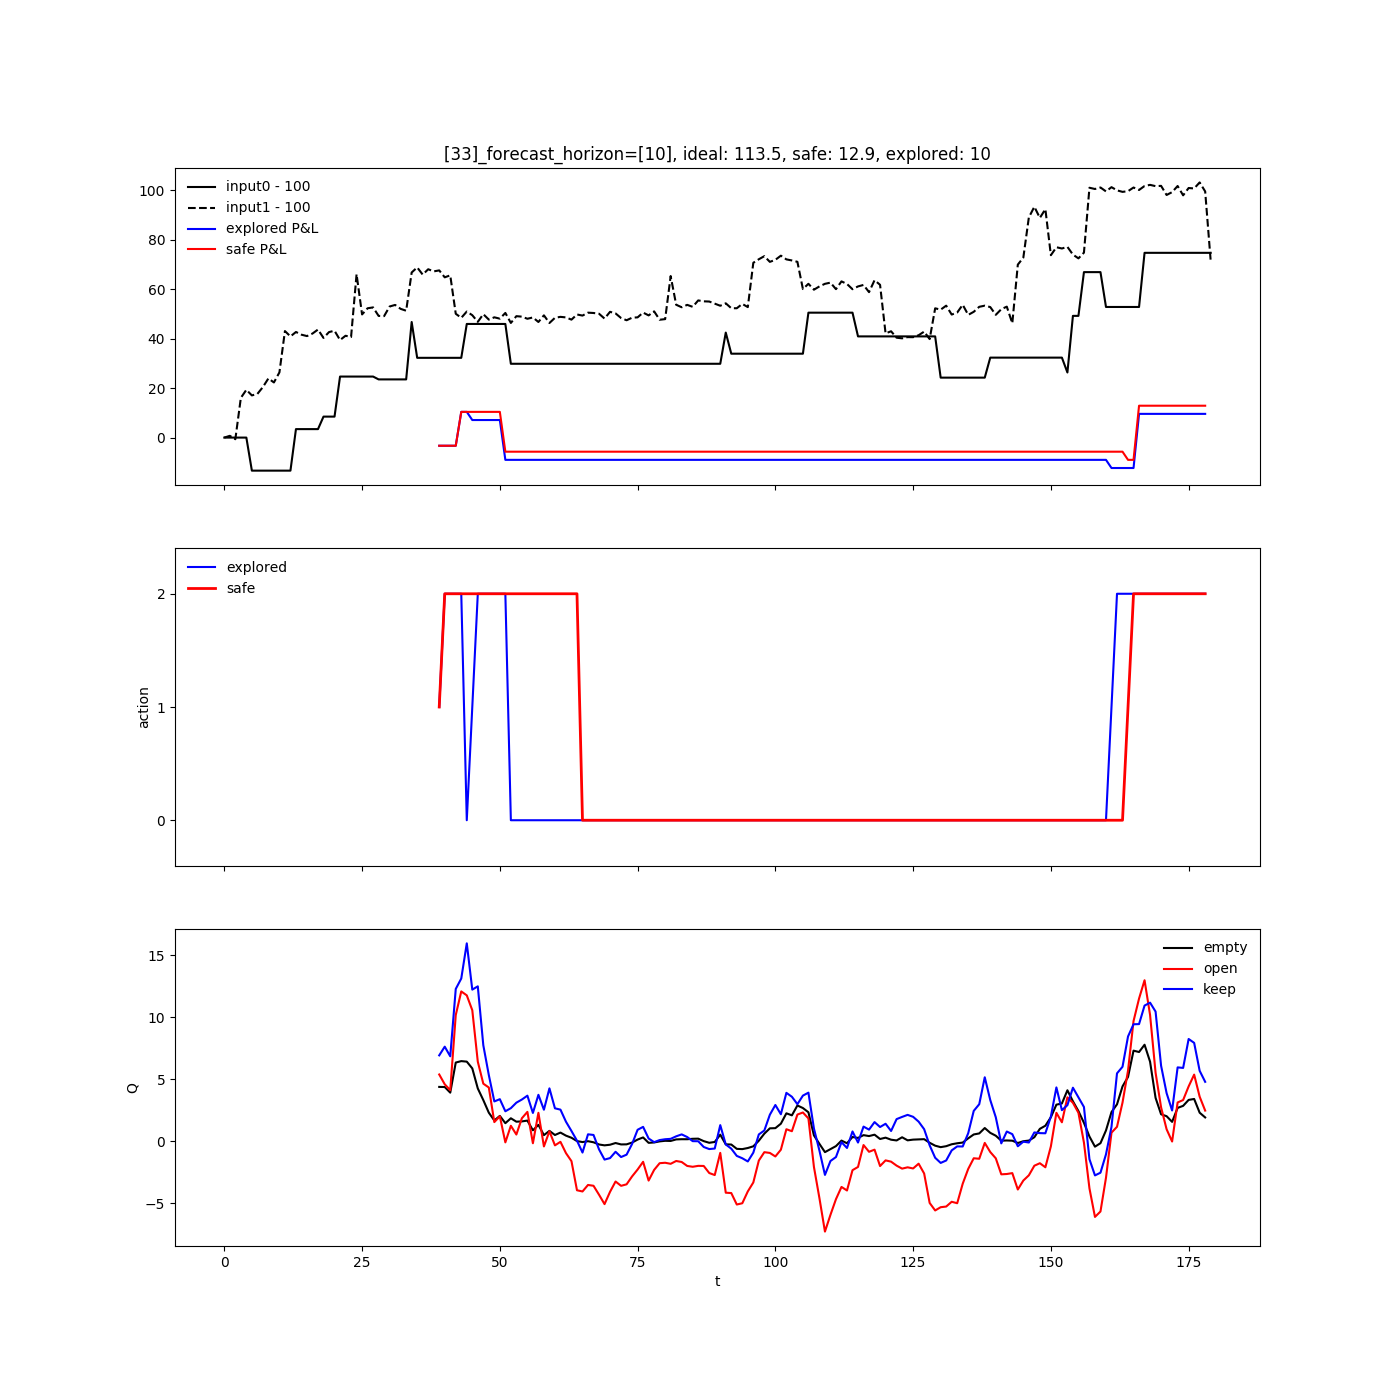 [33]_forecast_horizon=[10], ideal: 113.5, safe: 12.9, explored: 10
input0 - 100
input1 - 100
explored P&L
safe P&L
100
80
60
40
20
0
explored
safe
2
1
0
action
empty
open
keep
15
10
5
0
−5
Q
0 25 50 75 100 125 150 175
t